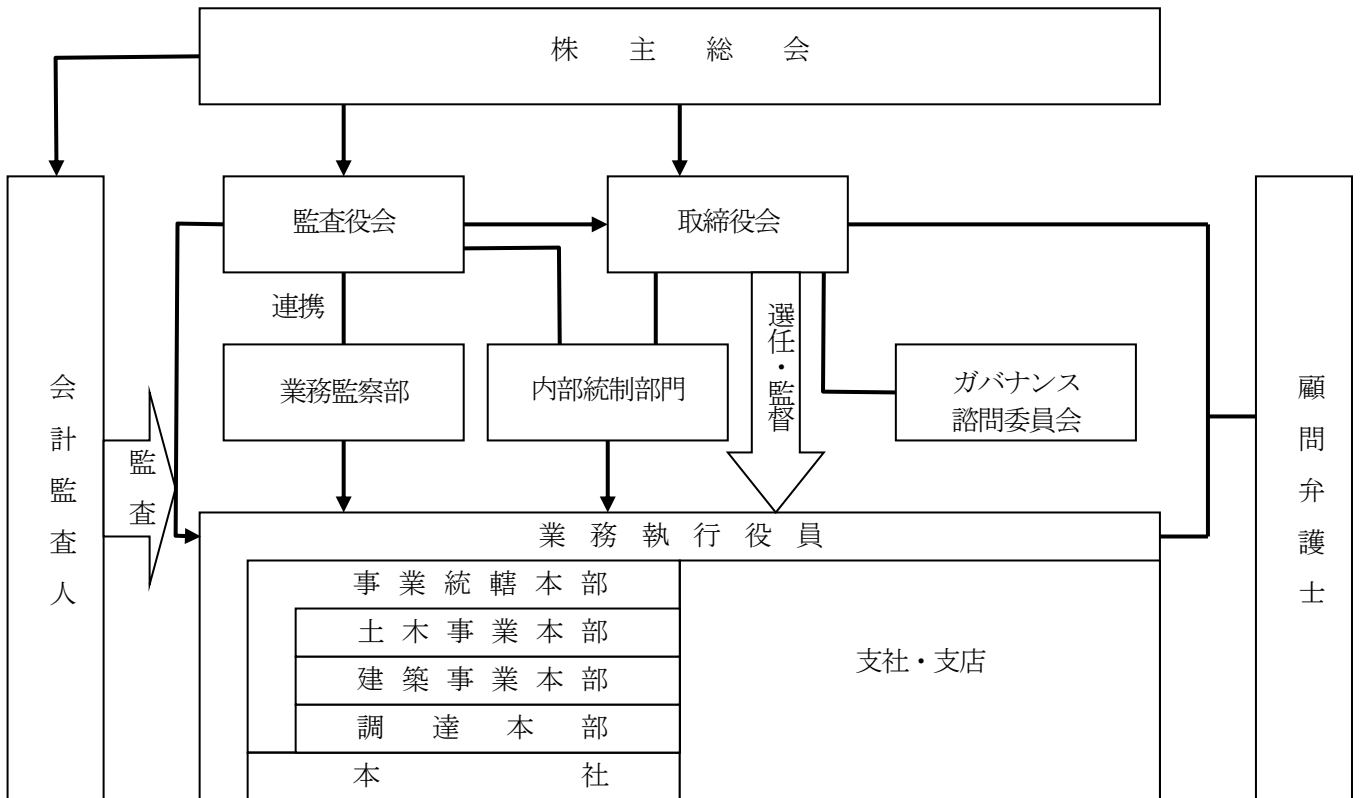 株主総会
監査役会
取締役会
連携
選任・監督
業務監察部
内部統制部門
ガバナンス
諮問委員会
会計監査人
監査
顧問弁護士
業務執行役員
事業統轄本部
土木事業本部
建築事業本部
調達本部
本社
支社・支店